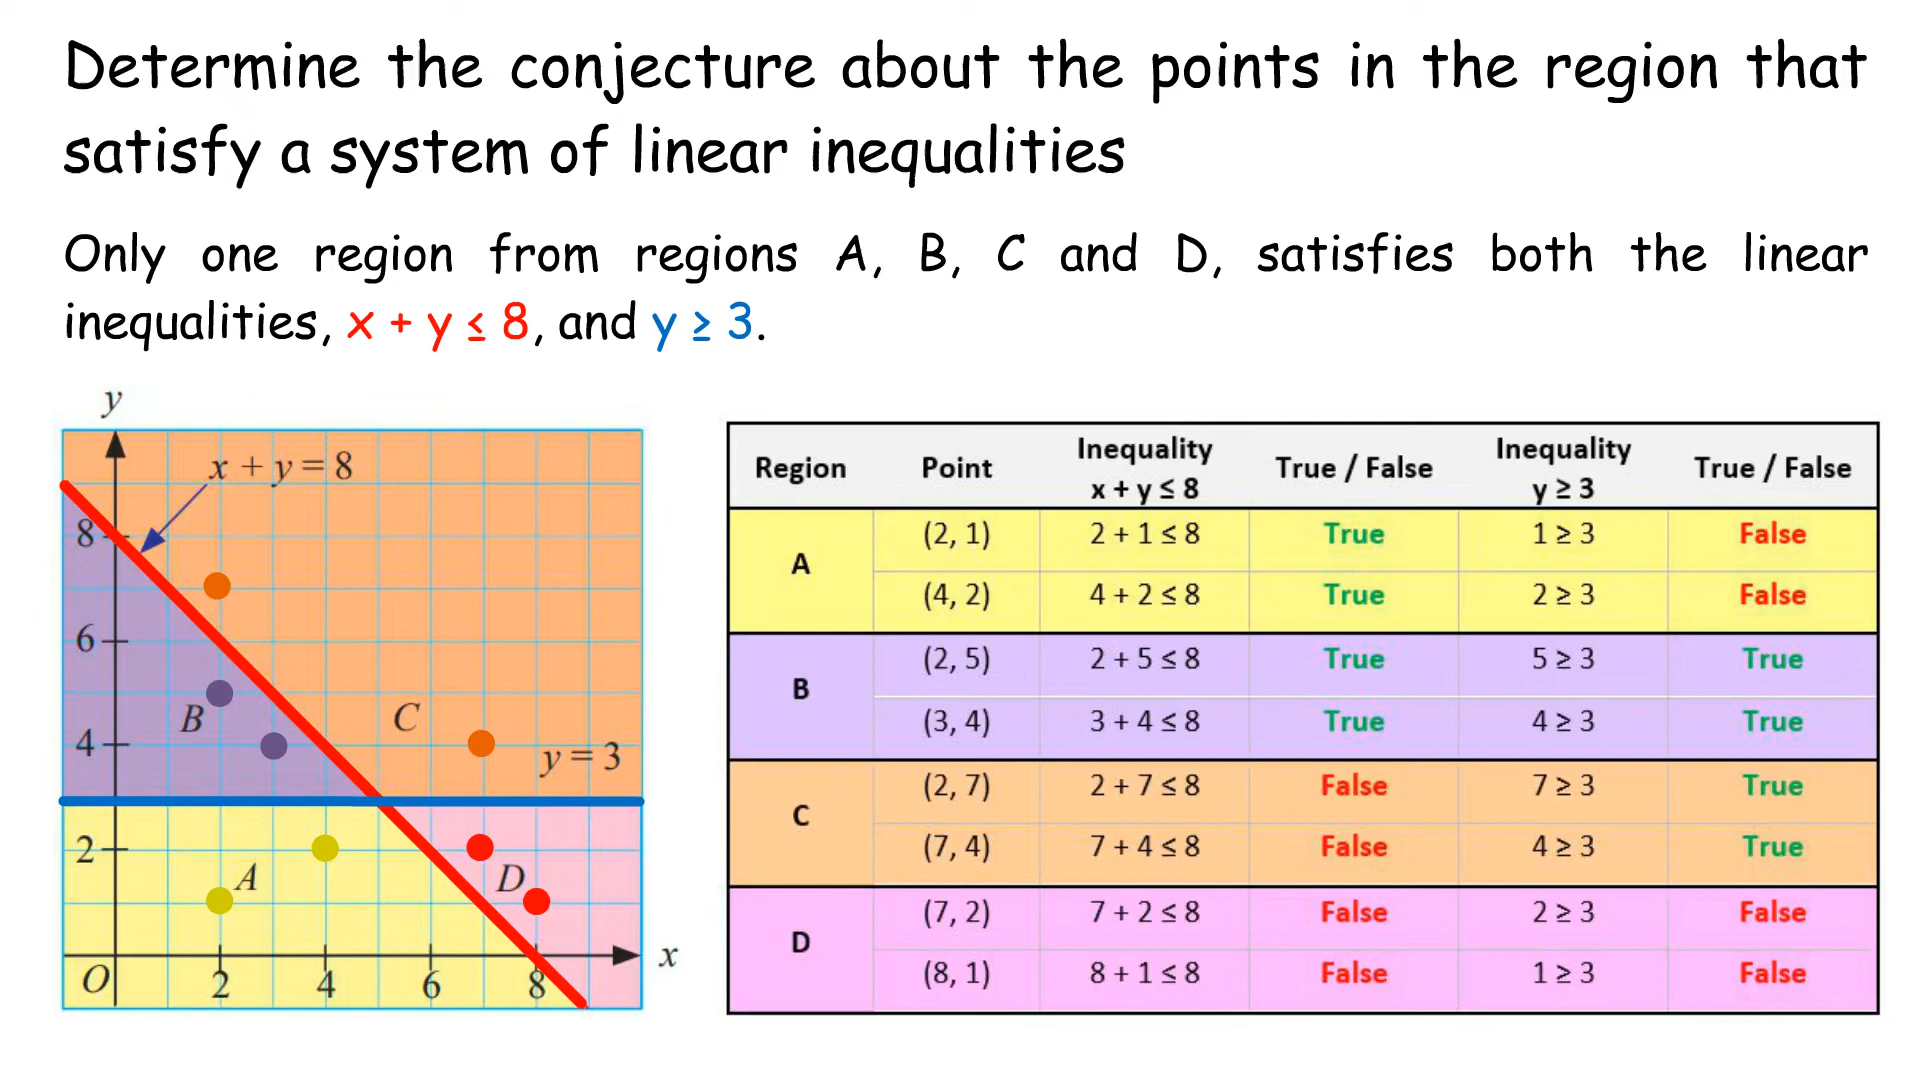 Determine the conjecture about the points in the region that
satisfy a system of linear inequalities
Only one region from regions A, B, C and D, satisfies both the linear
inequalities, x + y ≤ 8, and y ≥ 3.
y
x + y = 8
8
6
B
C
4
y = 3
2
A
D
x
O
2
4
6
8
Region Point Inequality x + y ≤ 8 True / False Inequality y ≥ 3 True / False
A
(2, 1) 2 + 1 ≤ 8 True 1 ≥ 3 False
(4, 2) 4 + 2 ≤ 8 True 2 ≥ 3 False
B
(2, 5) 2 + 5 ≤ 8 True 5 ≥ 3 True
(3, 4) 3 + 4 ≤ 8 True 4 ≥ 3 True
C
(2, 7) 2 + 7 ≤ 8 False 7 ≥ 3 True
(7, 4) 7 + 4 ≤ 8 False 4 ≥ 3 True
D
(7, 2) 7 + 2 ≤ 8 False 2 ≥ 3 False
(8, 1) 8 + 1 ≤ 8 False 1 ≥ 3 False